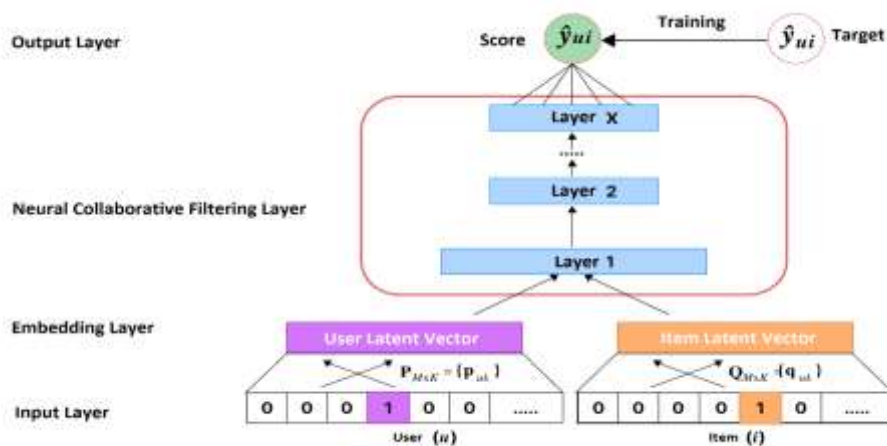 Output Layer
Score
ŷui
Training
ŷui
Target
Layer X
.....
Layer 2
Neural Collaborative Filtering Layer
Layer 1
Embedding Layer
User Latent Vector
Item Latent Vector
P M×K = {p uk}
Q M×K
Input Layer
0 0 0 1 0 0 .....
0 0 0 0 1 0 .....
User (u)
Item (i)